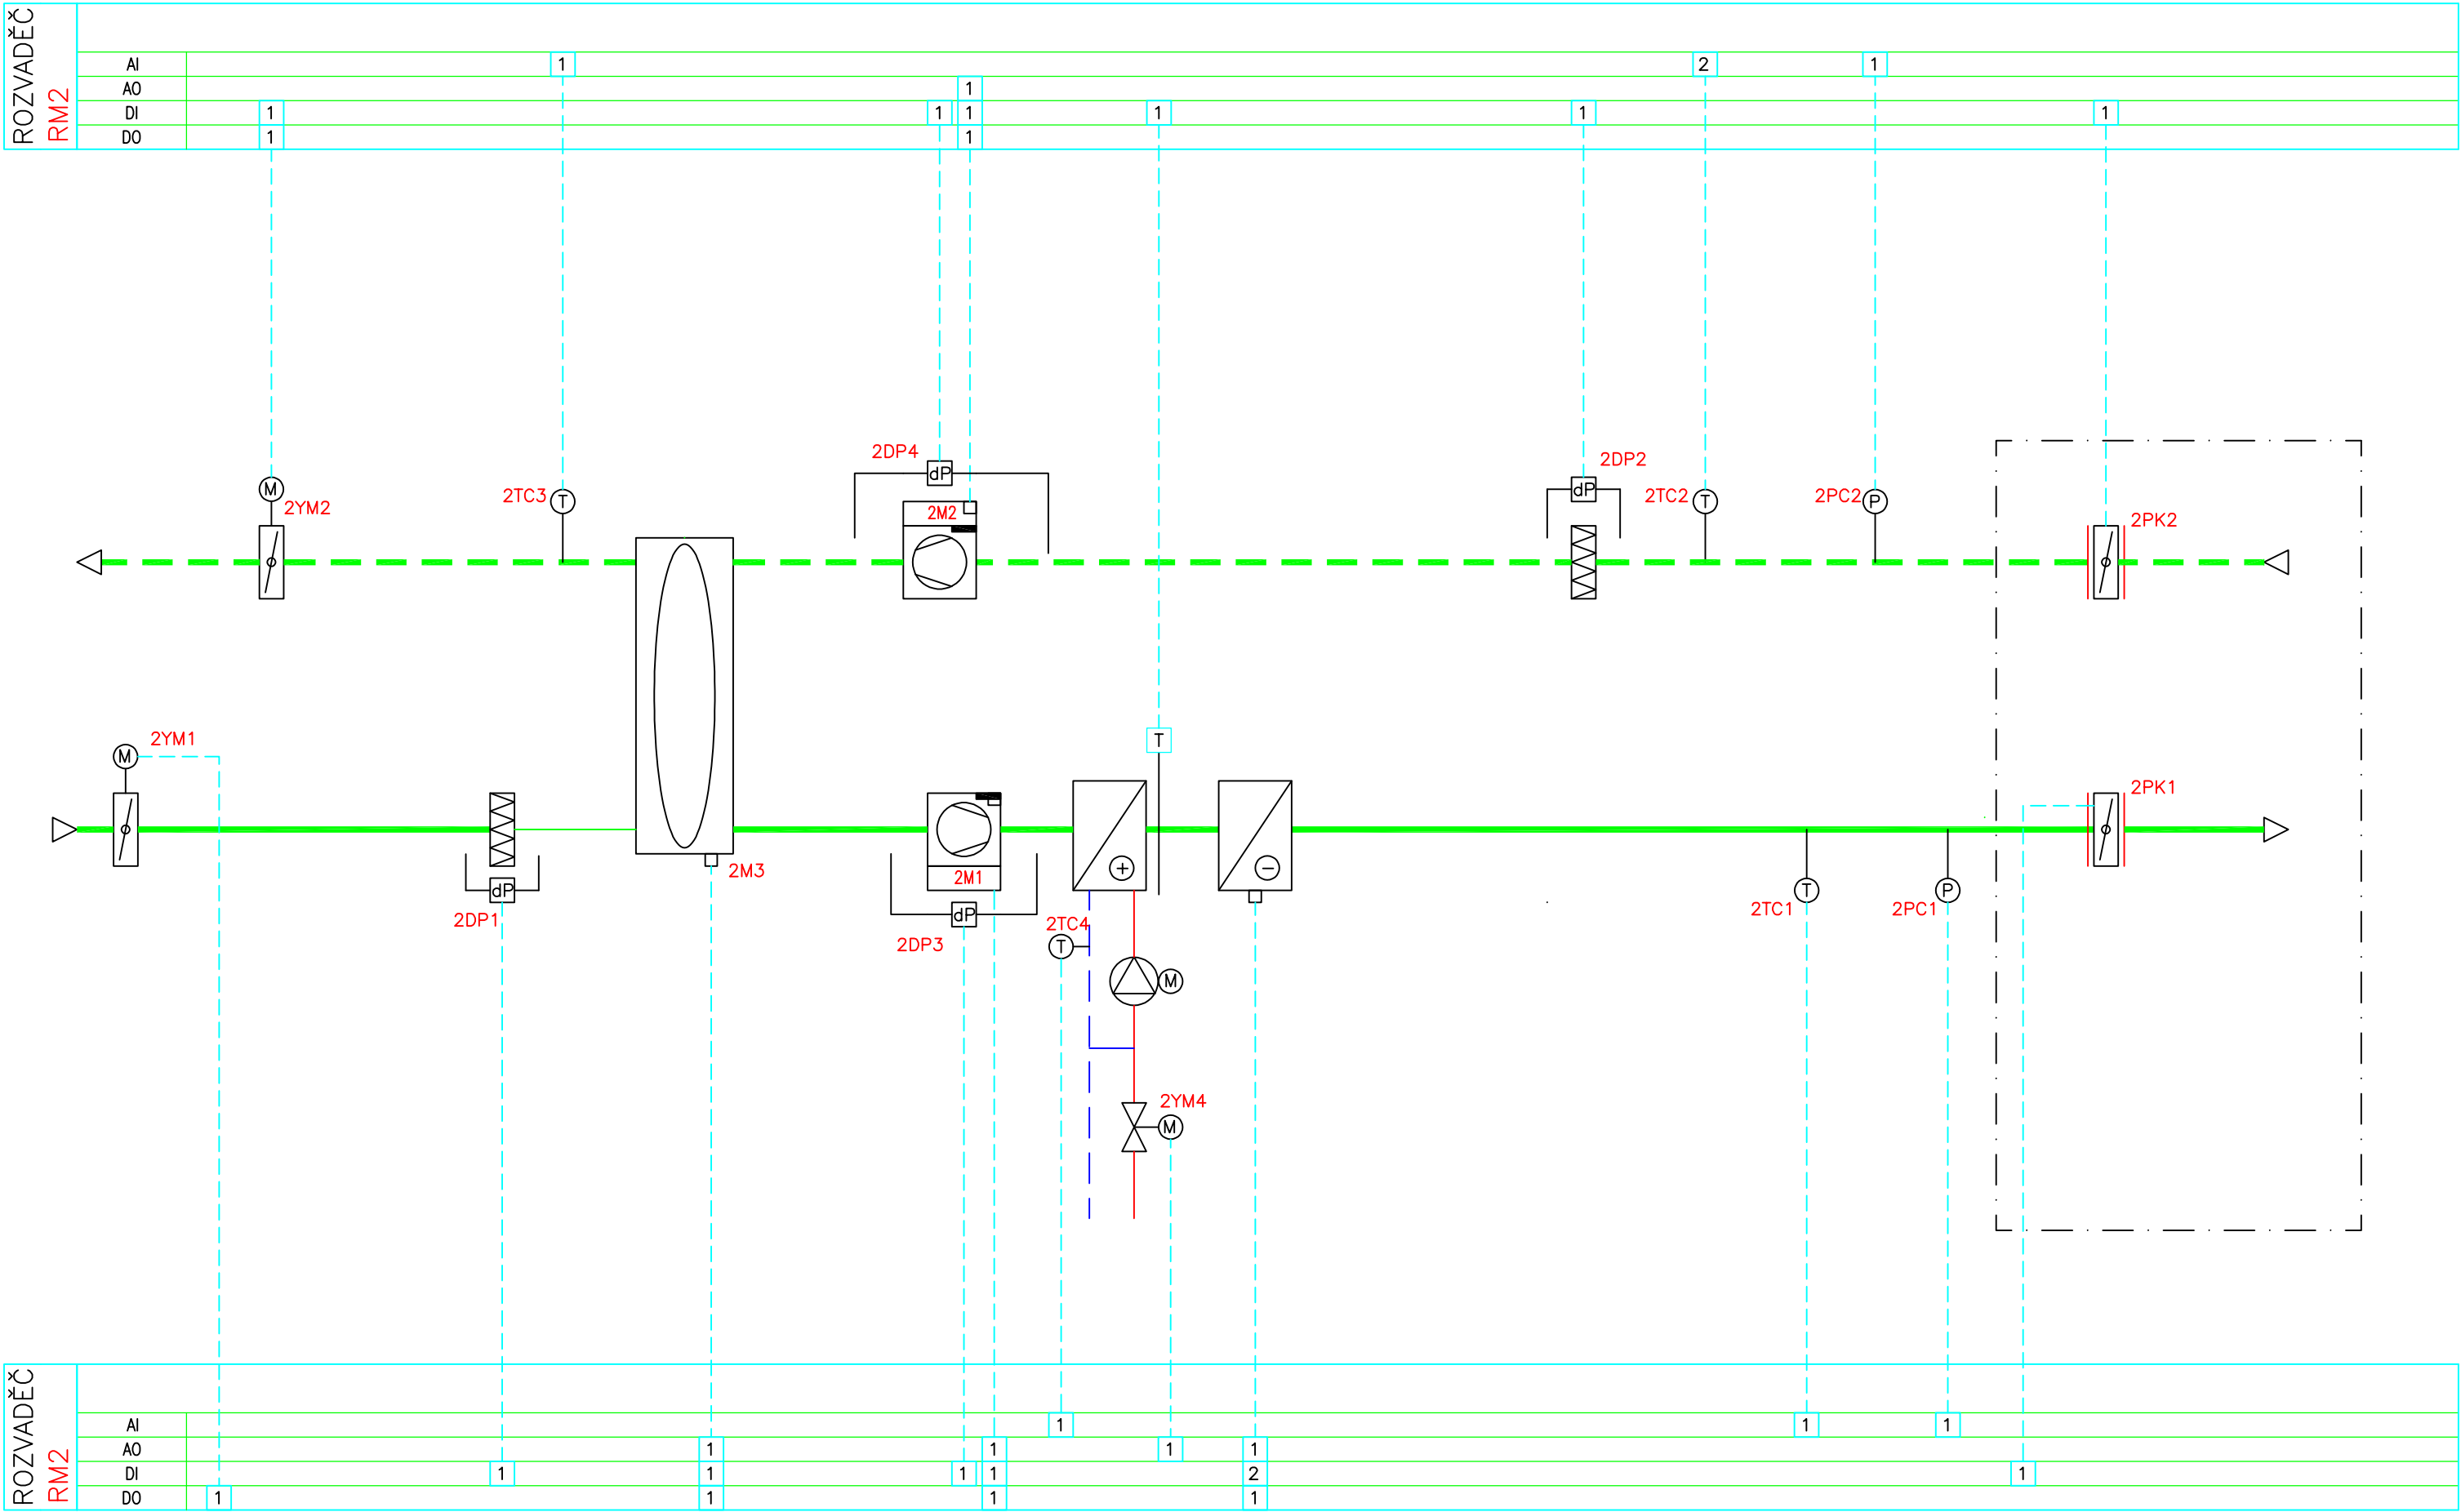 ROZVADĚČ
RM2
AI 1 2 1
AO 1
DI 1 1 1 1 1 1
DO 1 1
2DP4
dP
2DP2
dP
M
2YM2
2TC3
T
2M2
2TC2
T
2PC2
P
2PK2
2YM1
M
T
2PK1
2M3
2M1
2DP1
dP
2DP3
dP
2TC4
T
M
2TC1
T
2PC1
P
2YM4
M
ROZVADĚČ
RM2
AI 1 1 1
AO 1 1 1 1
DI 1 1 1 1 2 1
DO 1 1 1 1